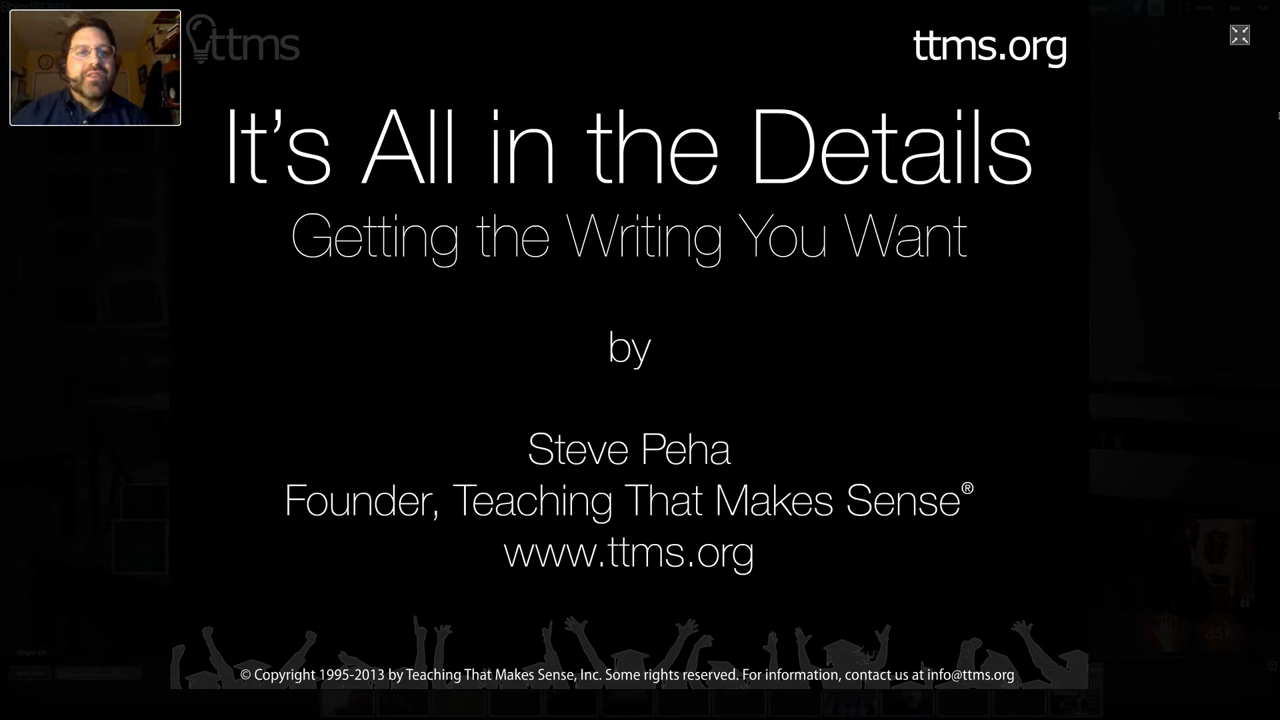 ttms
ttms.org
It’s All in the Details
Getting the Writing You Want
by
Steve Peha
Founder, Teaching That Makes Sense®
www.ttms.org
© Copyright 1995-2013 by Teaching That Makes Sense, Inc. Some rights reserved. For information, contact us at info@ttms.org
ask